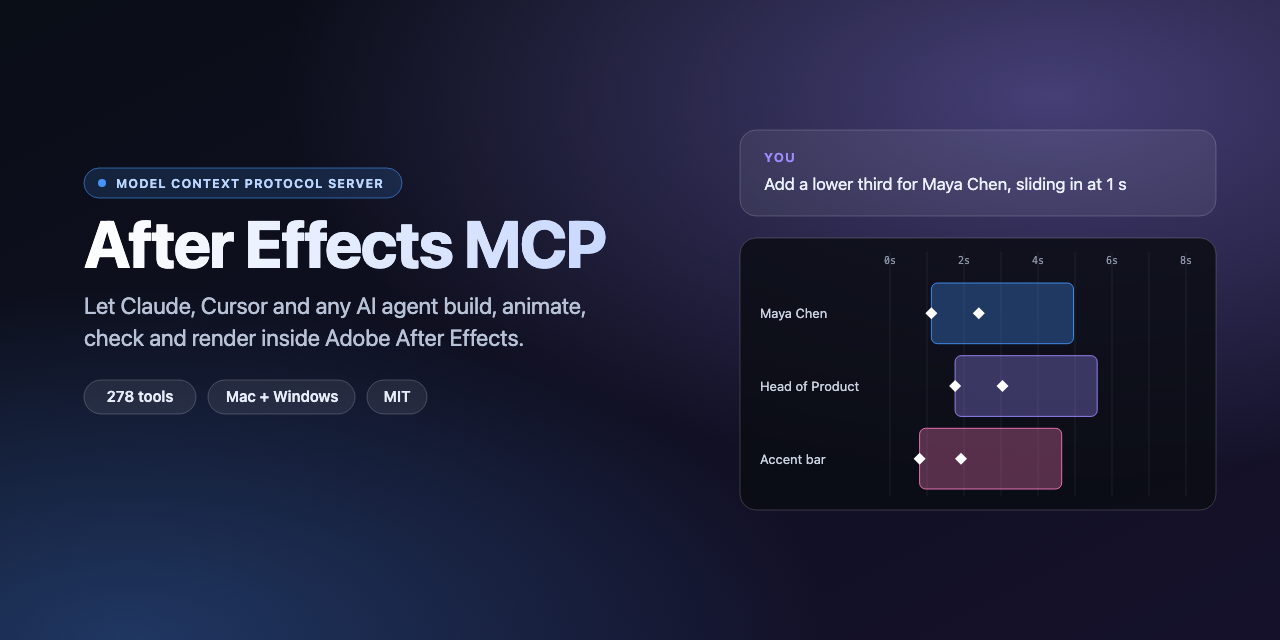 MODEL CONTEXT PROTOCOL SERVER
After Effects MCP
Let Claude, Cursor and any AI agent build, animate,
check and render inside Adobe After Effects.
278 tools
Mac + Windows
MIT
YOU
Add a lower third for Maya Chen, sliding in at 1 s
0s 2s 4s 6s 8s
Maya Chen
Head of Product
Accent bar